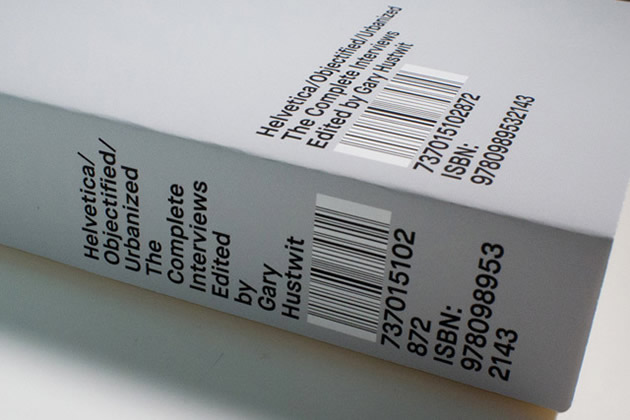 Helvetica/Objectified/Urbanized
The Complete Interviews
Edited by Gary Hustwit
737015102872
ISBN:
9780989532143
Helvetica/
Objectified/
Urbanized
The
Complete
Interviews
Edited
by
Gary
Hustwit
737015102
872
ISBN:
978098953
2143